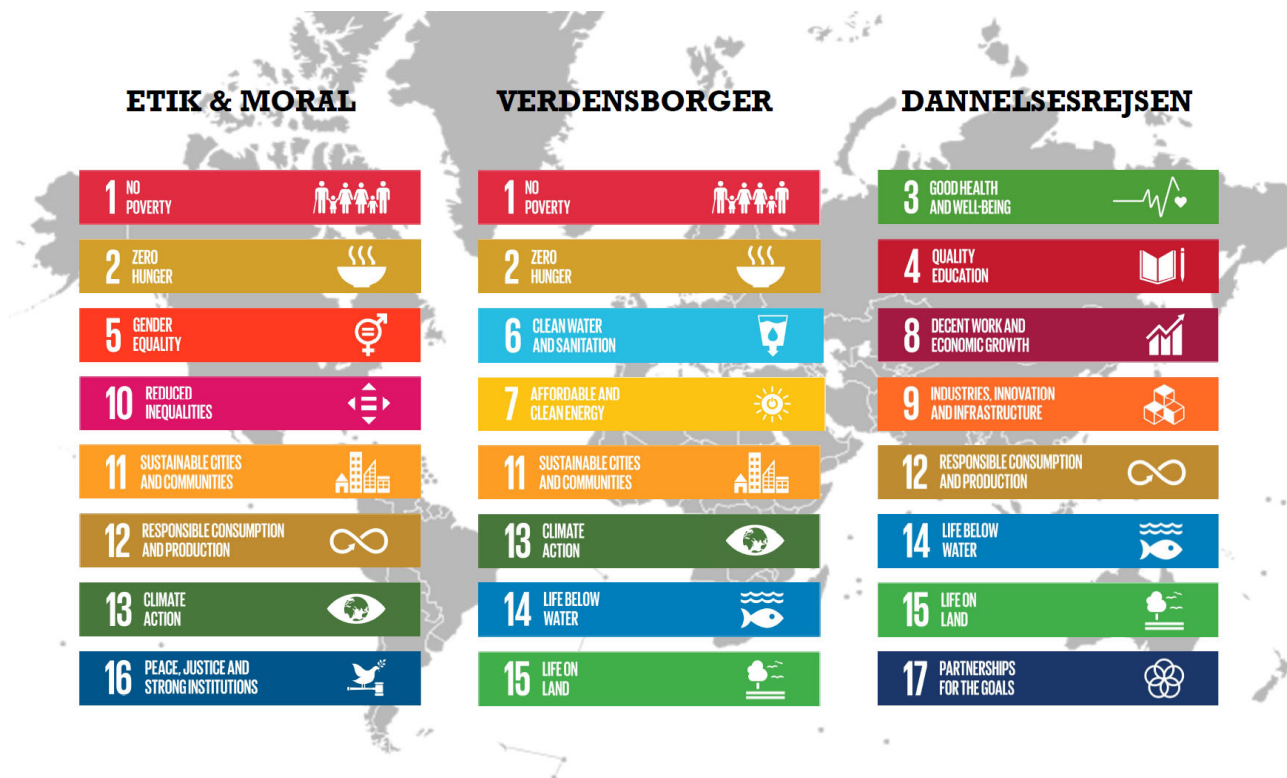 ETIK & MORAL
1 NO
POVERTY
2 ZERO
HUNGER
5 GENDER
EQUALITY
10 REDUCED
INEQUALITIES
11 SUSTAINABLE CITIES
AND COMMUNITIES
12 RESPONSIBLE CONSUMPTION
AND PRODUCTION
13 CLIMATE
ACTION
16 PEACE, JUSTICE AND
STRONG INSTITUTIONS
VERDENSBORGER
1 NO
POVERTY
2 ZERO
HUNGER
6 CLEAN WATER
AND SANITATION
7 AFFORDABLE AND
CLEAN ENERGY
11 SUSTAINABLE CITIES
AND COMMUNITIES
13 CLIMATE
ACTION
14 LIFE BELOW
WATER
15 LIFE ON
LAND
DANNELSESREJSEN
3 GOOD HEALTH
AND WELL-BEING
4 QUALITY
EDUCATION
8 DECENT WORK AND
ECONOMIC GROWTH
9 INDUSTRIES, INNOVATION
AND INFRASTRUCTURE
12 RESPONSIBLE CONSUMPTION
AND PRODUCTION
14 LIFE BELOW
WATER
15 LIFE ON
LAND
17 PARTNERSHIPS
FOR THE GOALS